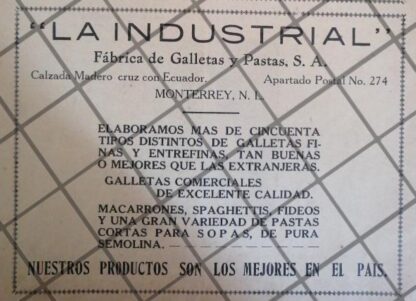 "LA INDUSTRIAL"
Fábrica de Galletas y Pastas, S. A.
Calzada Madero cruz con Ecuador. Apartado Postal No. 274
MONTERREY, N. L.
ELABORAMOS MAS DE CINCUENTA
TIPOS DISTINTOS DE GALLETAS FI-
NAS Y ENTREFINAS, TAN BUENAS
O MEJORES QUE LAS EXTRANJERAS.
GALLETAS COMERCIALES
DE EXCELENTE CALIDAD.
MACARRONES, SPAGHETTIS, FIDEOS
Y UNA GRAN VARIEDAD DE PASTAS
CORTAS PARA SOPAS, DE PURA
SEMOLINA.
NUESTROS PRODUCTOS SON LOS MEJORES EN EL PAIS.